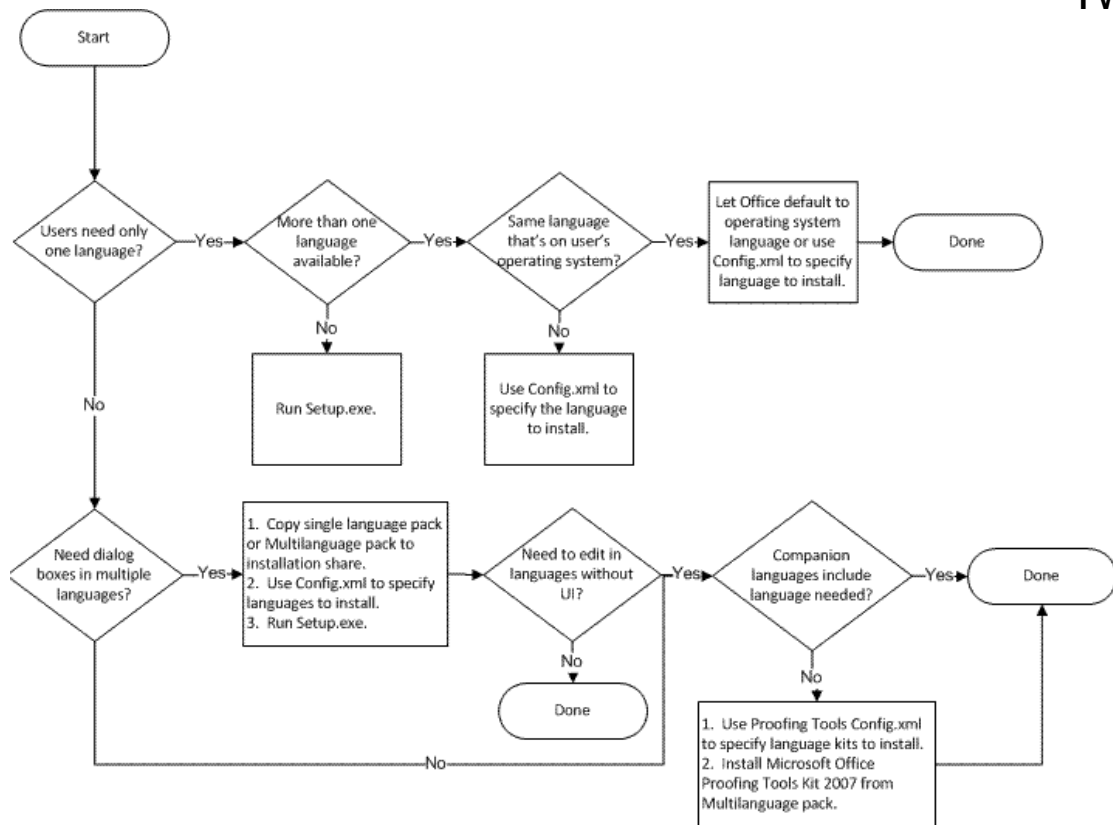 Start
Users need only
one language?
Yes
More than one
language
available?
Yes
Same language
that's on user's
operating system?
Yes
Let Office default to
operating system
language or use
Config.xml to specify
language to install.
Done
No
No
No
Run Setup.exe.
Use Config.xml to
specify the language
to install.
Need dialog
boxes in multiple
languages?
Yes
1. Copy single language pack
or Multilanguage pack to
installation share.
2. Use Config.xml to specify
languages to install.
3. Run Setup.exe.
Need to edit in
languages without
UI?
Yes
Companion
languages include
language needed?
Yes
Done
No
Done
No
No
1. Use Proofing Tools Config.xml
to specify language kits to install.
2. Install Microsoft Office
Proofing Tools Kit 2007 from
Multilanguage pack.